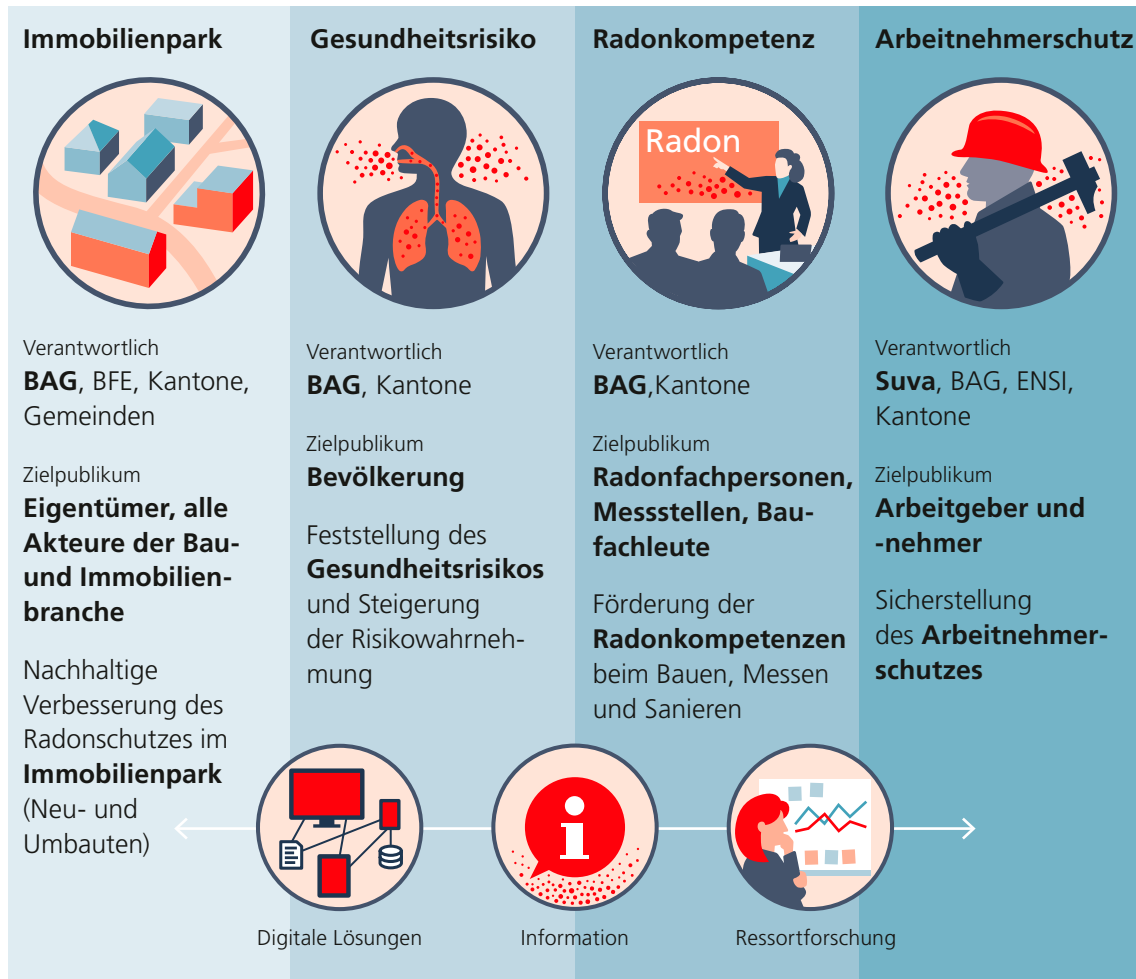 Immobilienpark
Verantwortlich
BAG, BFE, Kantone,
Gemeinden
Zielpublikum
Eigentümer, alle
Akteure der Bau-
und Immobilien-
branche
Nachhaltige
Verbesserung des
Radonschutzes im
Immobilienpark
(Neu- und
Umbauten)
Gesundheitsrisiko
Verantwortlich
BAG, Kantone
Zielpublikum
Bevölkerung
Feststellung des
Gesundheitsrisikos
und Steigerung
der Risikowahrneh-
mung
Radonkompetenz
Radon
Verantwortlich
BAG,Kantone
Zielpublikum
Radonfachpersonen,
Messstellen, Bau-
fachleute
Förderung der
Radonkompetenzen
beim Bauen, Messen
und Sanieren
Arbeitnehmerschutz
Verantwortlich
Suva, BAG, ENSI,
Kantone
Zielpublikum
Arbeitgeber und
-nehmer
Sicherstellung
des Arbeitnehmer-
schutzes
i
Digitale Lösungen
Information
Ressortforschung